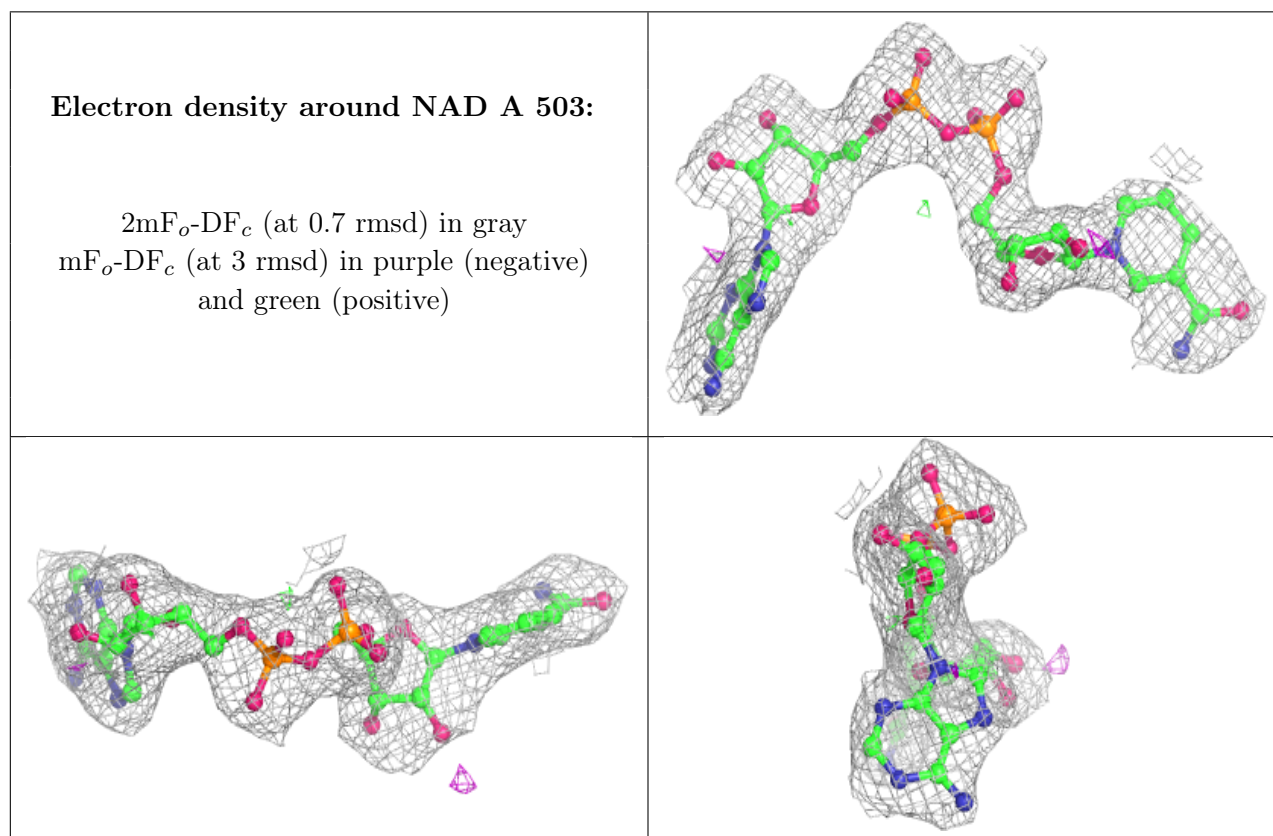 Electron density around NAD A 503:
2mFo-DFc (at 0.7 rmsd) in gray
mFo-DFc (at 3 rmsd) in purple (negative)
and green (positive)